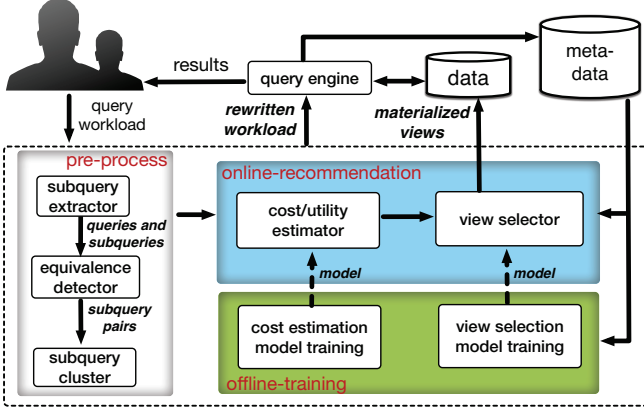 results
query engine
data
meta-
data
query
workload
rewritten
workload
materialized
views
pre-process
subquery
extractor
queries and
subqueries
equivalence
detector
subquery
pairs
subquery
cluster
online-recommendation
cost/utility
estimator
view selector
model
model
cost estimation
model training
view selection
model training
offline-training